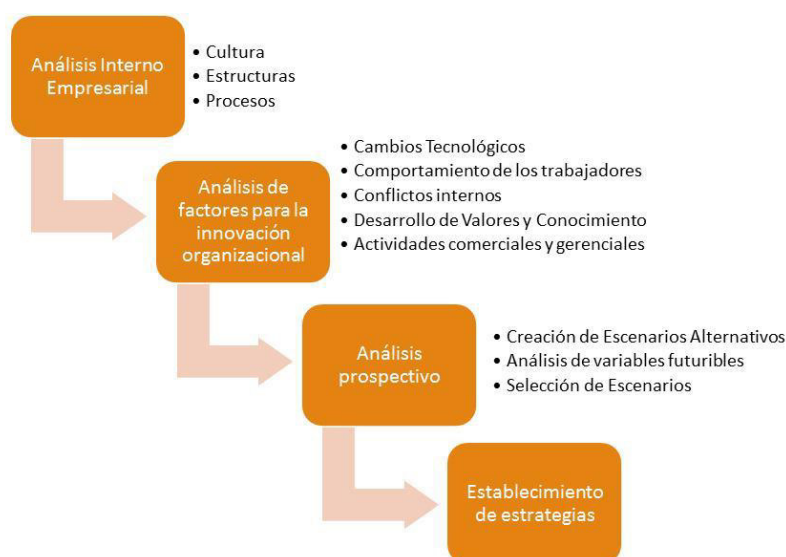 Análisis Interno
Empresarial
• Cultura
• Estructuras
• Procesos
Análisis de
factores para la
innovación
organizacional
• Cambios Tecnológicos
• Comportamiento de los trabajadores
• Conflictos internos
• Desarrollo de Valores y Conocimiento
• Actividades comerciales y gerenciales
Análisis
prospectivo
• Creación de Escenarios Alternativos
• Análisis de variables futuribles
• Selección de Escenarios
Establecimiento
de estrategias